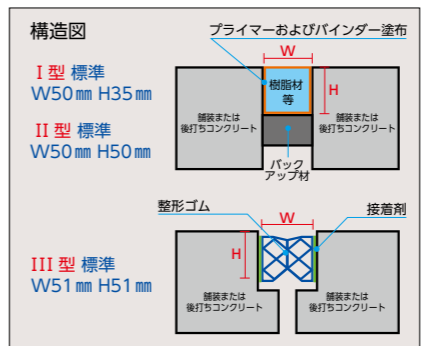 構造図
プライマーおよびバインダー塗布
I型 標準
W50㎜ H35㎜
II型 標準
W50㎜ H50㎜
W
H
樹脂材
等
舗装または
後打ちコンクリート
舗装または
後打ちコンクリート
バック
アップ材
整形ゴム
W
接着剤
H
III型 標準
W51㎜ H51㎜
舗装または
後打ちコンクリート
舗装または
後打ちコンクリート